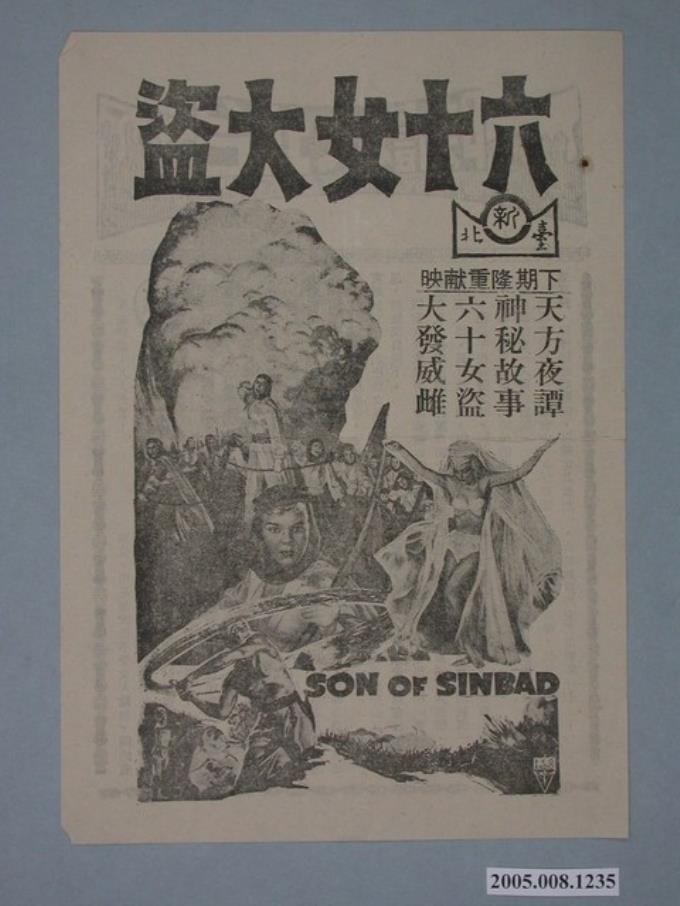 六十女大盜
臺新北
下期隆重献映
天方夜譚
神秘故事
六十女盜
大發威雌
SON OF SINBAD
2005.008.1235